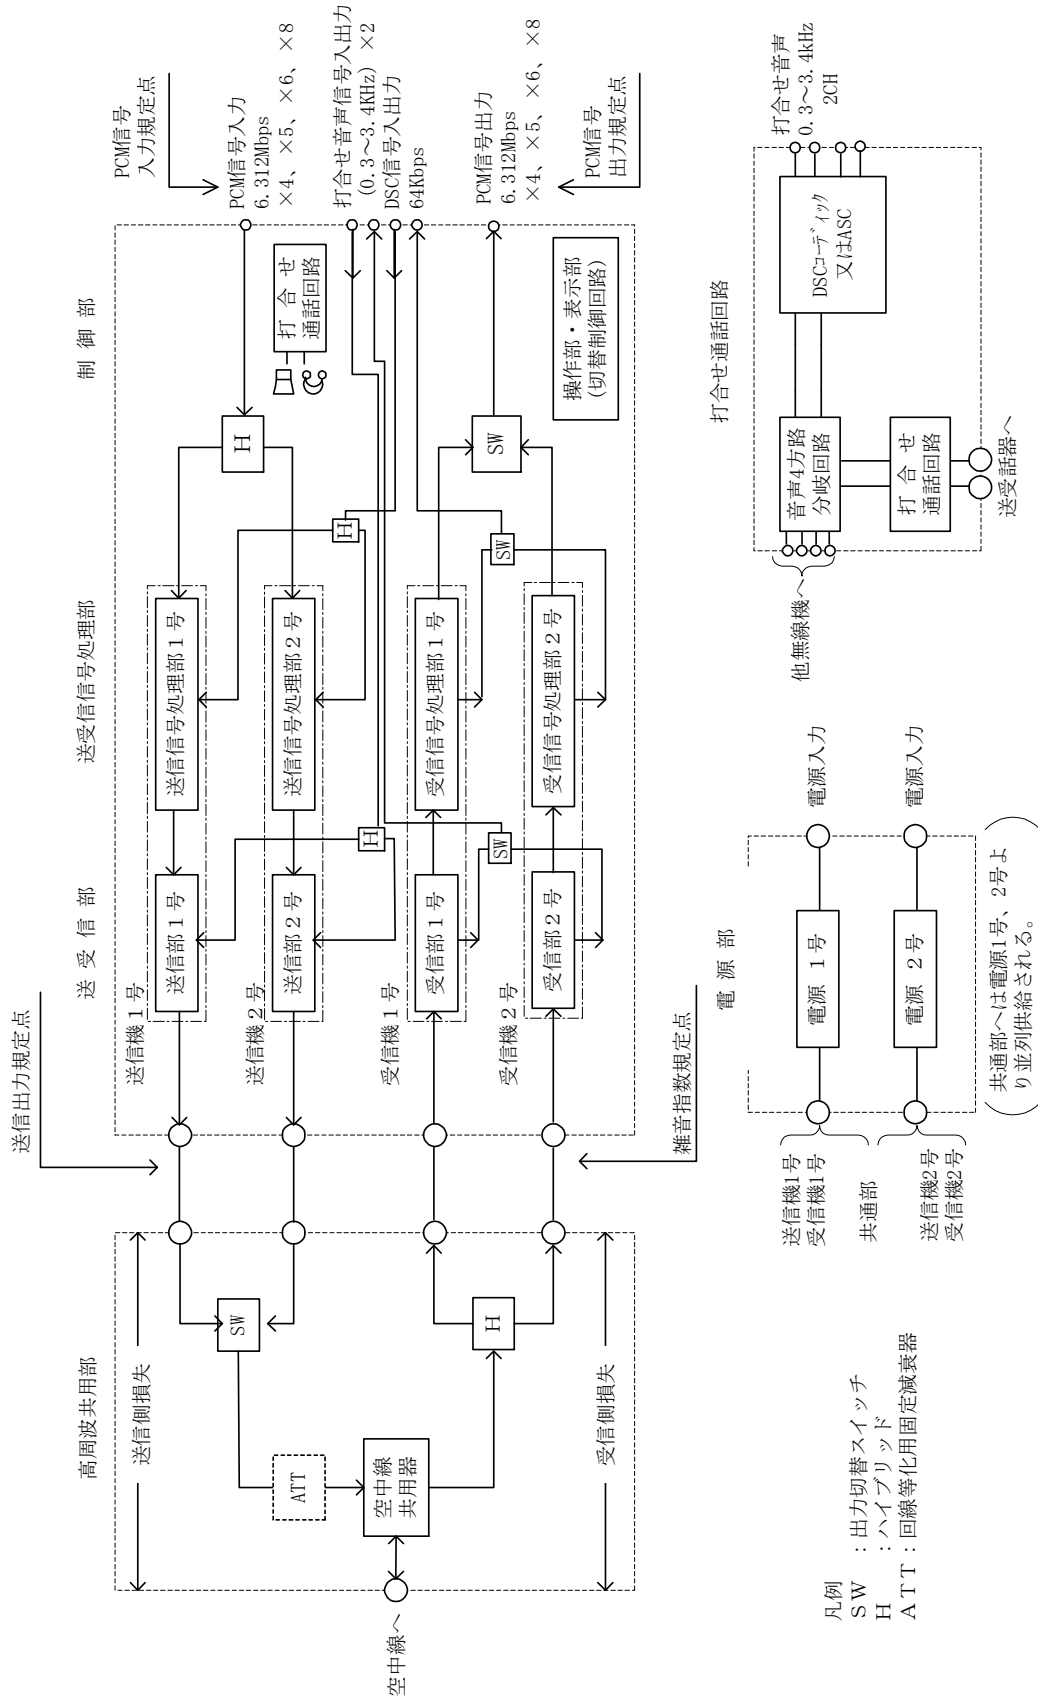 高周波共用部
送信側損失
受信側損失
空中線へ
空中線
共用器
ATT
SW
H
送信出力規定点
雑音指数規定点
送 受 信 部
送受信信号処理部
制 御 部
送信機1号
送信部1号
送信信号処理部1号
送信機2号
送信部2号
送信信号処理部2号
受信機1号
受信部1号
受信信号処理部1号
受信機2号
受信部2号
受信信号処理部2号
H
H
SW
SW
H
SW
打 合 せ
通話回路
操作部・表示部
(切替制御回路)
PCM信号
入力規定点
PCM信号入力
6.312Mbps
×4、×5、×6、×8
打合せ音声信号入出力
(0.3～3.4KHz) ×2
DSC信号入出力
64Kbps
PCM信号出力
6.312Mbps
×4、×5、×6、×8
PCM信号
出力規定点
凡例
SW :出力切替スイッチ
H :ハイブリッド
ATT:回線等化用固定減衰器
電 源 部
送信機1号
受信機1号
共通部
送信機2号
受信機2号
電源 1号
電源 2号
電源入力
電源入力
共通部へは電源1号、2号よ
り並列供給される。
打合せ通話回路
他無線機へ
音声4方路
分岐回路
打 合 せ
通話回路
送受話器へ
DSCコーディック
又はASC
打合せ音声
0.3～3.4kHz
2CH